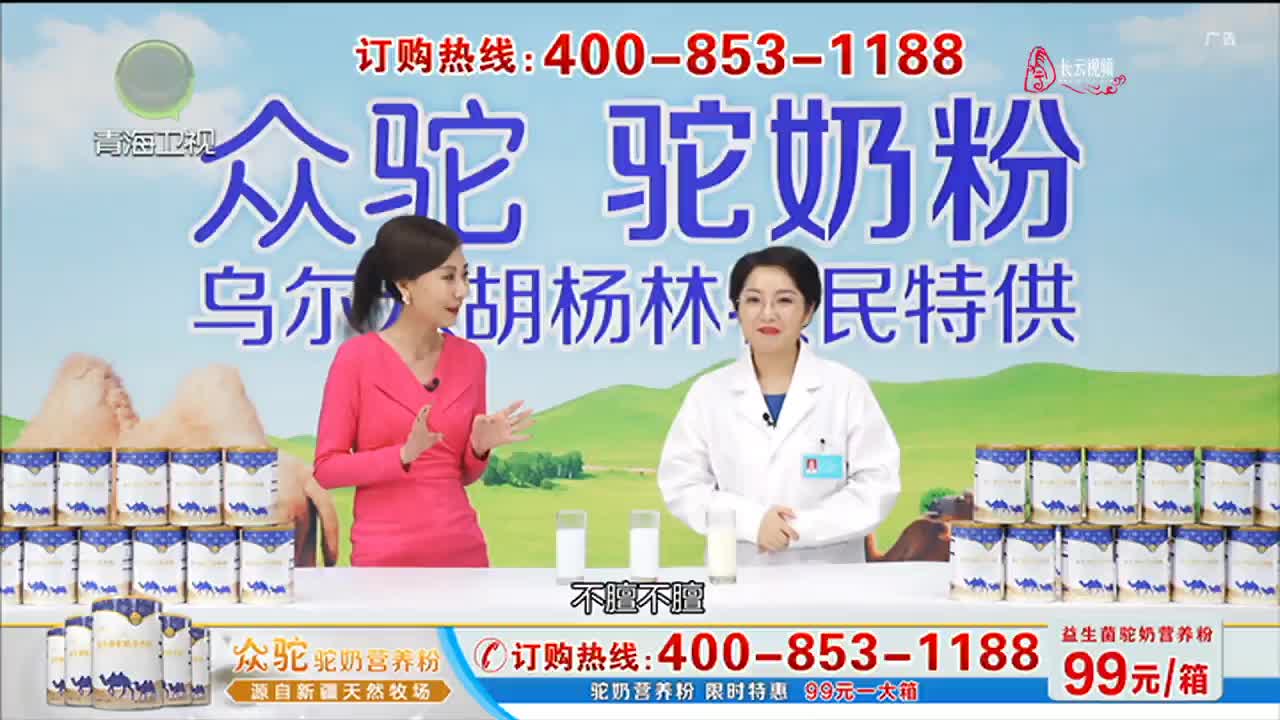 订购热线:400-853-1188
广告
长云视频
青海卫视
众驼 驼奶粉
乌尔 胡杨林 民特供
不膻不膻
众驼 驼奶营养粉
源自新疆天然牧场
订购热线:400-853-1188
驼奶营养粉 限时特惠 99元一大箱
益生菌驼奶营养粉
99元/箱